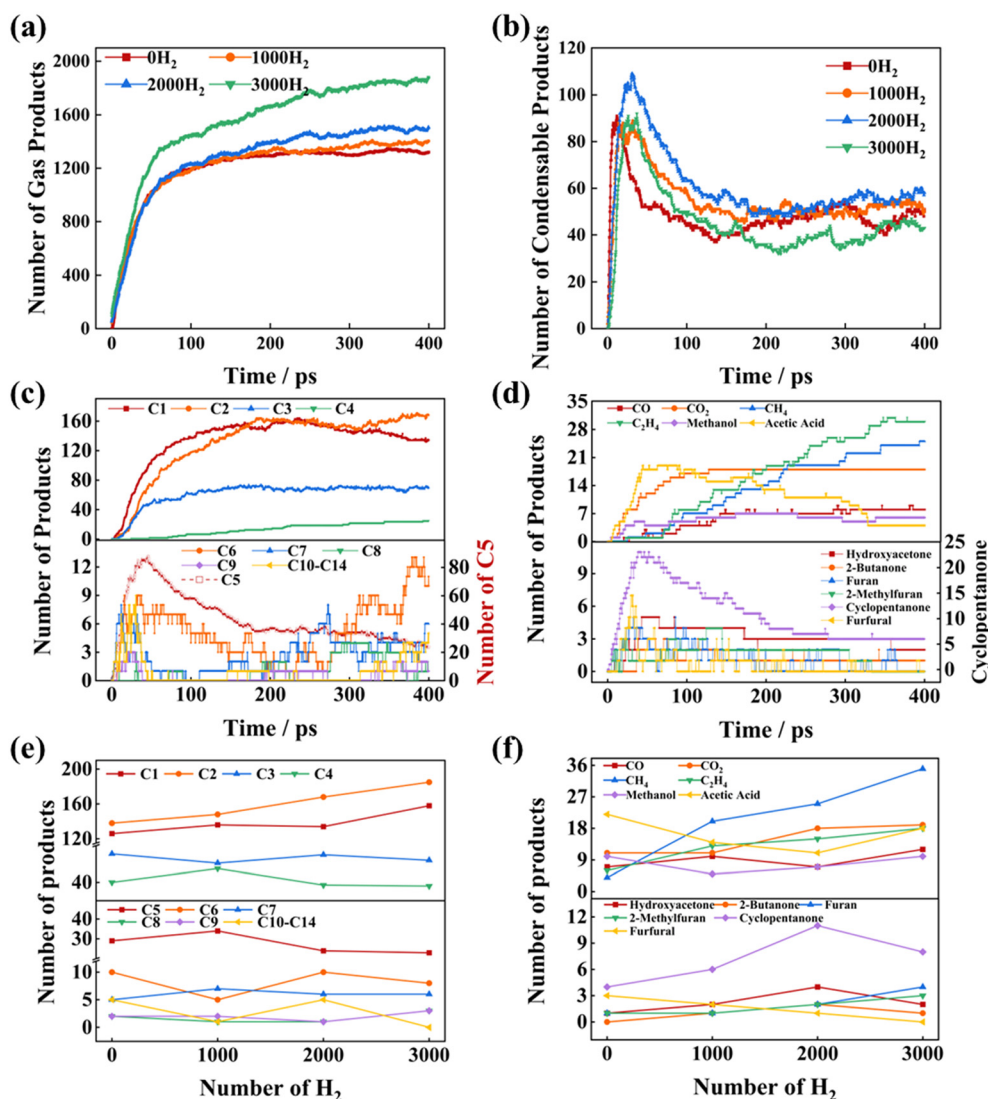 (a)
Number of Gas Products
2000
1600
1200
800
400
0
0H₂ 1000H₂
2000H₂ 3000H₂
0 100 200 300 400
Time / ps
(b)
Number of Condensable Products
120
100
80
60
40
20
0
0H₂
1000H₂
2000H₂
3000H₂
0 100 200 300 400
Time / ps
(c)
Number of Products
C1 C2 C3 C4
160
120
80
40
0
C6 C7 C8
C9 C10-C14
C5
12
9
6
3
0
80
60
40
20
0
Number of C5
0 100 200 300 400
Time / ps
(d)
Number of Products
CO CO₂ CH₄
C₂H₄ Methanol Acetic Acid
35
28
21
14
7
0
Hydroxyacetone
2-Butanone
Furan
2-Methylfuran
Cyclopentanone
Furfural
9
6
3
0
25
20
15
10
5
0
Cyclopentanone
0 100 200 300 400
Time / ps
(e)
Number of products
200
160
120
40
C1 C2 C3 C4
C5 C6 C7
C8 C9 C10-C14
40
30
10
5
0
0 1000 2000 3000
Number of H₂
(f)
Number of products
36
27
18
9
0
CO CO₂
CH₄ C₂H₄
Methanol Acetic Acid
Hydroxyacetone 2-Butanone Furan
2-Methylfuran Cyclopentanone
Furfural
12
9
6
3
0
0 1000 2000 3000
Number of H₂